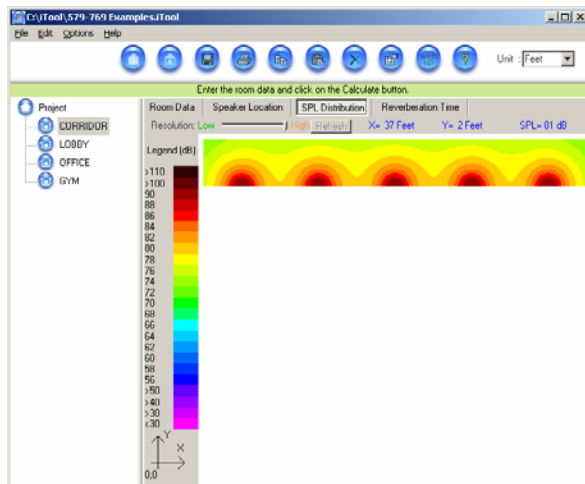 C:\iTool\579-769 Examples.iTool
File Edit Options Help
Unit : Feet
Enter the room data and click on the Calculate button.
Project
CORRIDOR
LOBBY
OFFICE
GYM
Room Data Speaker Location SPL Distribution Reverberation Time
Resolution: Low High Refresh X= 37 Feet Y= 2 Feet SPL= 81 dB
Legend (dB)
>110
>100
90
88
86
84
82
80
78
76
74
72
70
68
66
64
62
60
58
56
>50
>40
>30
<30
Y
X
0,0